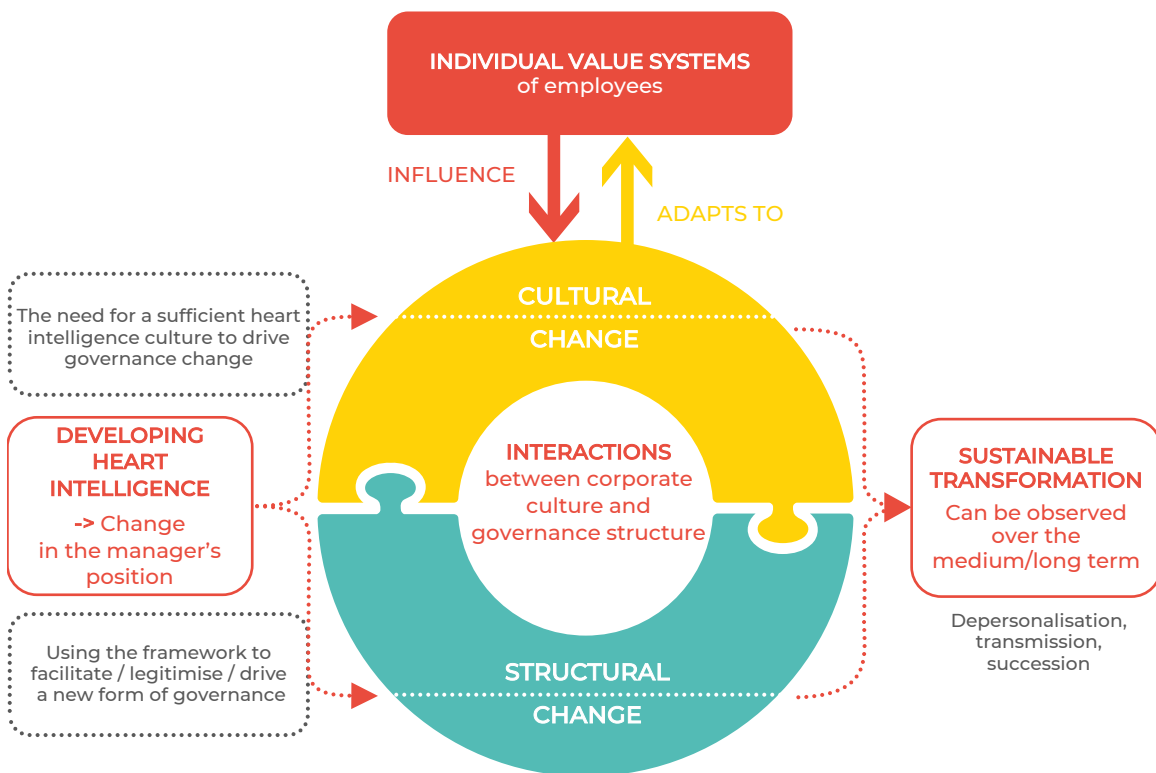 INDIVIDUAL VALUE SYSTEMS
of employees
INFLUENCE
ADAPTS TO
The need for a sufficient heart
intelligence culture to drive
governance change
CULTURAL
CHANGE
DEVELOPING
HEART
INTELLIGENCE
-> Change
in the manager’s
position
INTERACTIONS
between corporate
culture and
governance structure
SUSTAINABLE
TRANSFORMATION
Can be observed
over the
medium/long term
Depersonalisation,
transmission,
succession
Using the framework to
facilitate / legitimise / drive
a new form of governance
STRUCTURAL
CHANGE